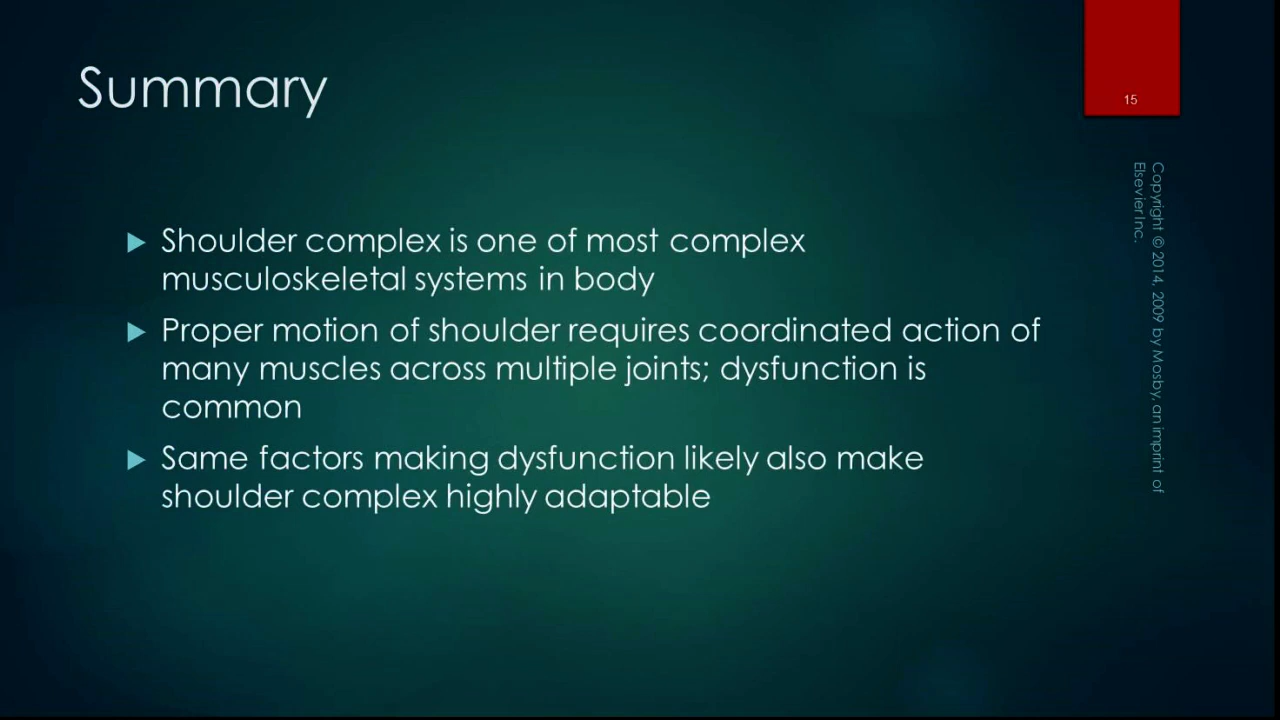 Summary
15
Shoulder complex is one of most complex
musculoskeletal systems in body
Proper motion of shoulder requires coordinated action of
many muscles across multiple joints; dysfunction is
common
Same factors making dysfunction likely also make
shoulder complex highly adaptable
Copyright © 2014, 2009 by Mosby, an imprint of
Elsevier Inc.